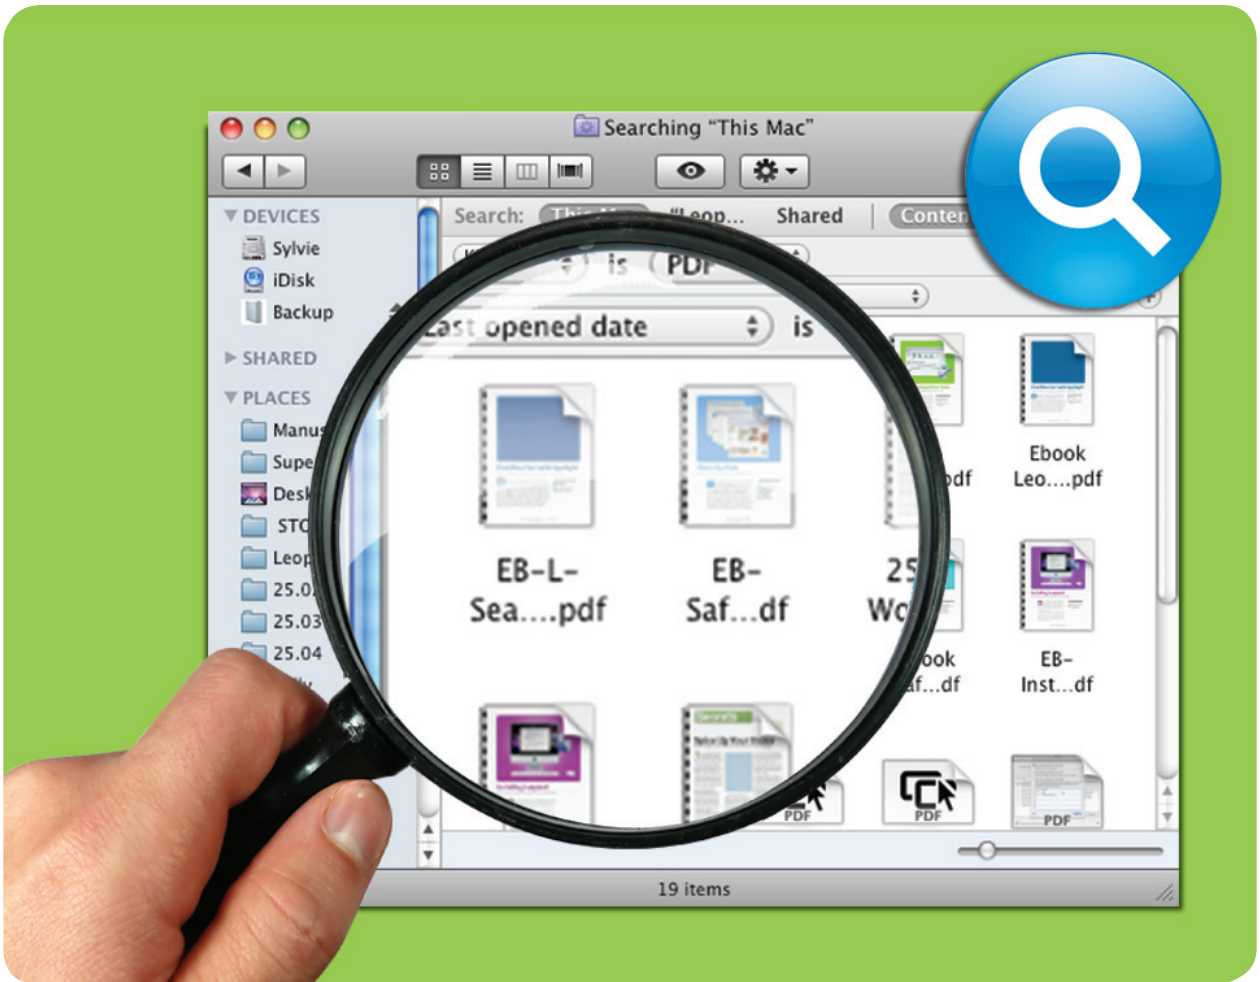 Searching “This Mac”
DEVICES
Sylvie
iDisk
Backup
SHARED
PLACES
Manus
Supe
Desk
STO
Leop
25.0
25.03
25.04
Search: This M "Leop... Shared Conten
is PDF
Last opened date is
EB-L-
Sea....pdf
EB-
Saf...df
25
Wo
pdf
Ebook
Leo....pdf
ook
af...df
EB-
Inst...df
PDF
PDF
PDF
19 items